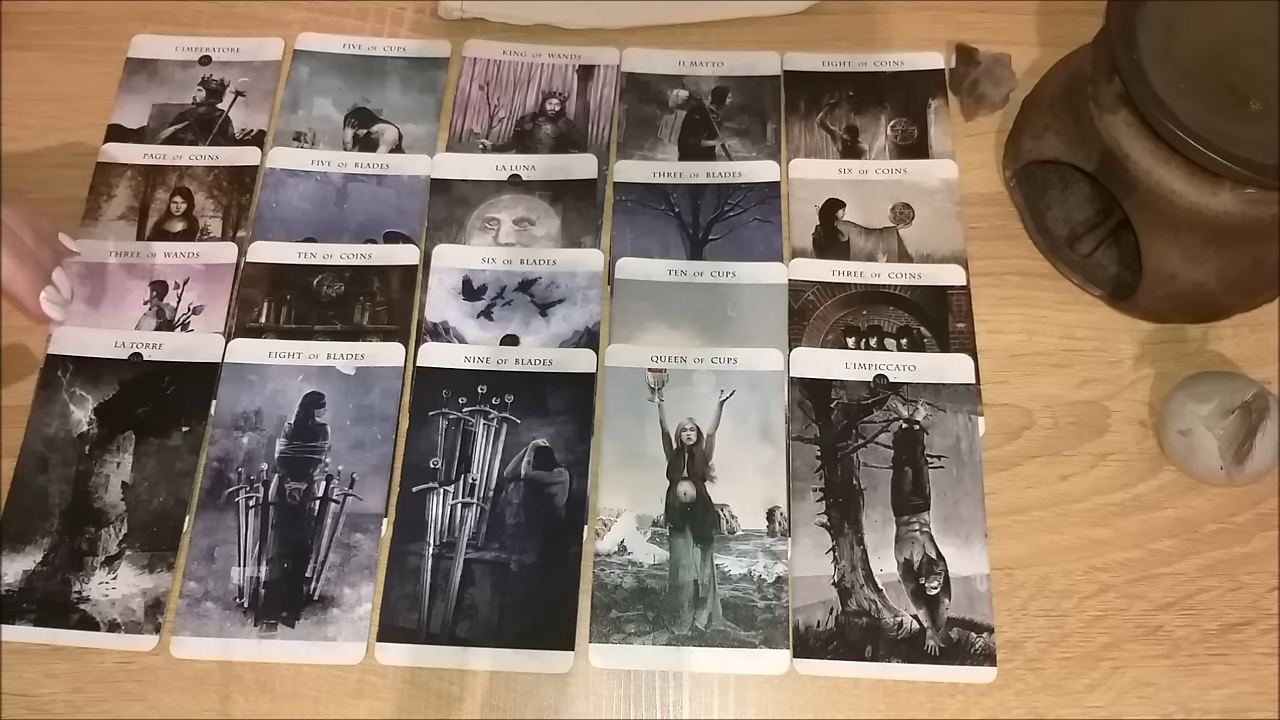 L'IMPERATORE
FIVE OF CUPS
KING OF WANDS
IL MATTO
EIGHT OF COINS
PAGE OF COINS
FIVE OF BLADES
LA LUNA
THREE OF BLADES
SIX OF COINS
THREE OF WANDS
TEN OF COINS
SIX OF BLADES
TEN OF CUPS
THREE OF COINS
LA TORRE
EIGHT OF BLADES
NINE OF BLADES
QUEEN OF CUPS
L'IMPICCATO
XII